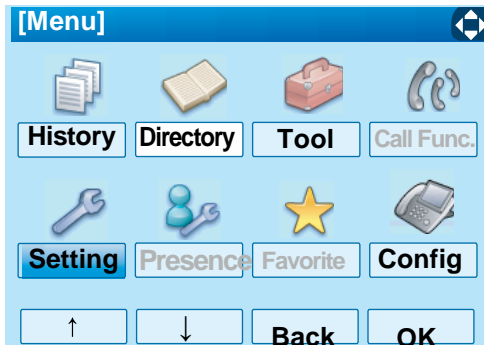 [Menu]
History Directory Tool Call Func.
Setting Presence Favorite Config
↑ ↓ Back OK